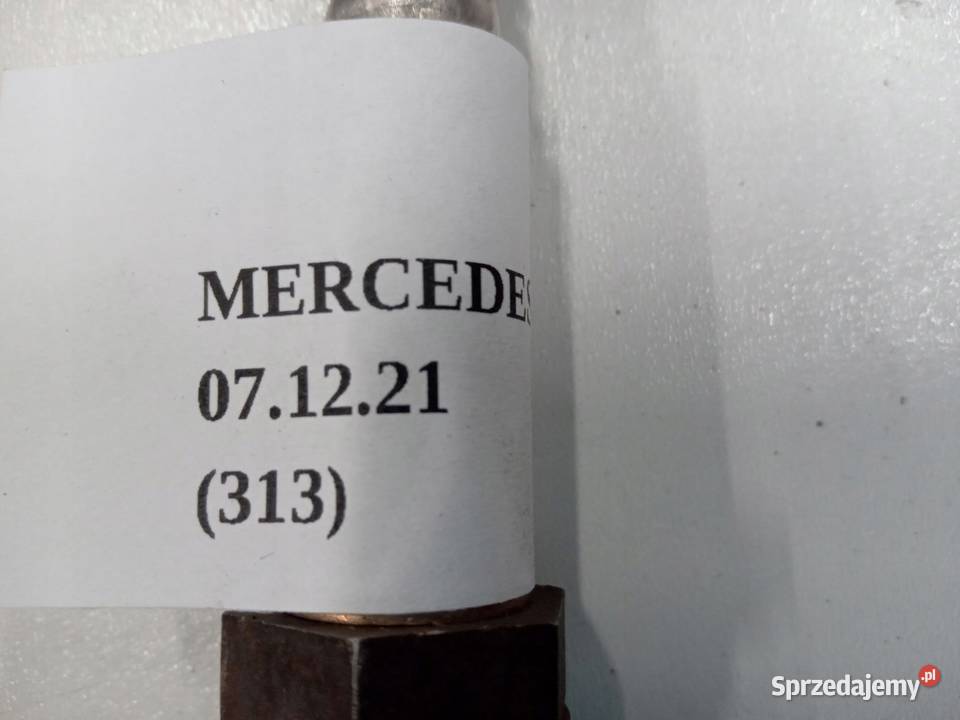 MERCEDES
07.12.21
(313)
Sprzedajemy.pl